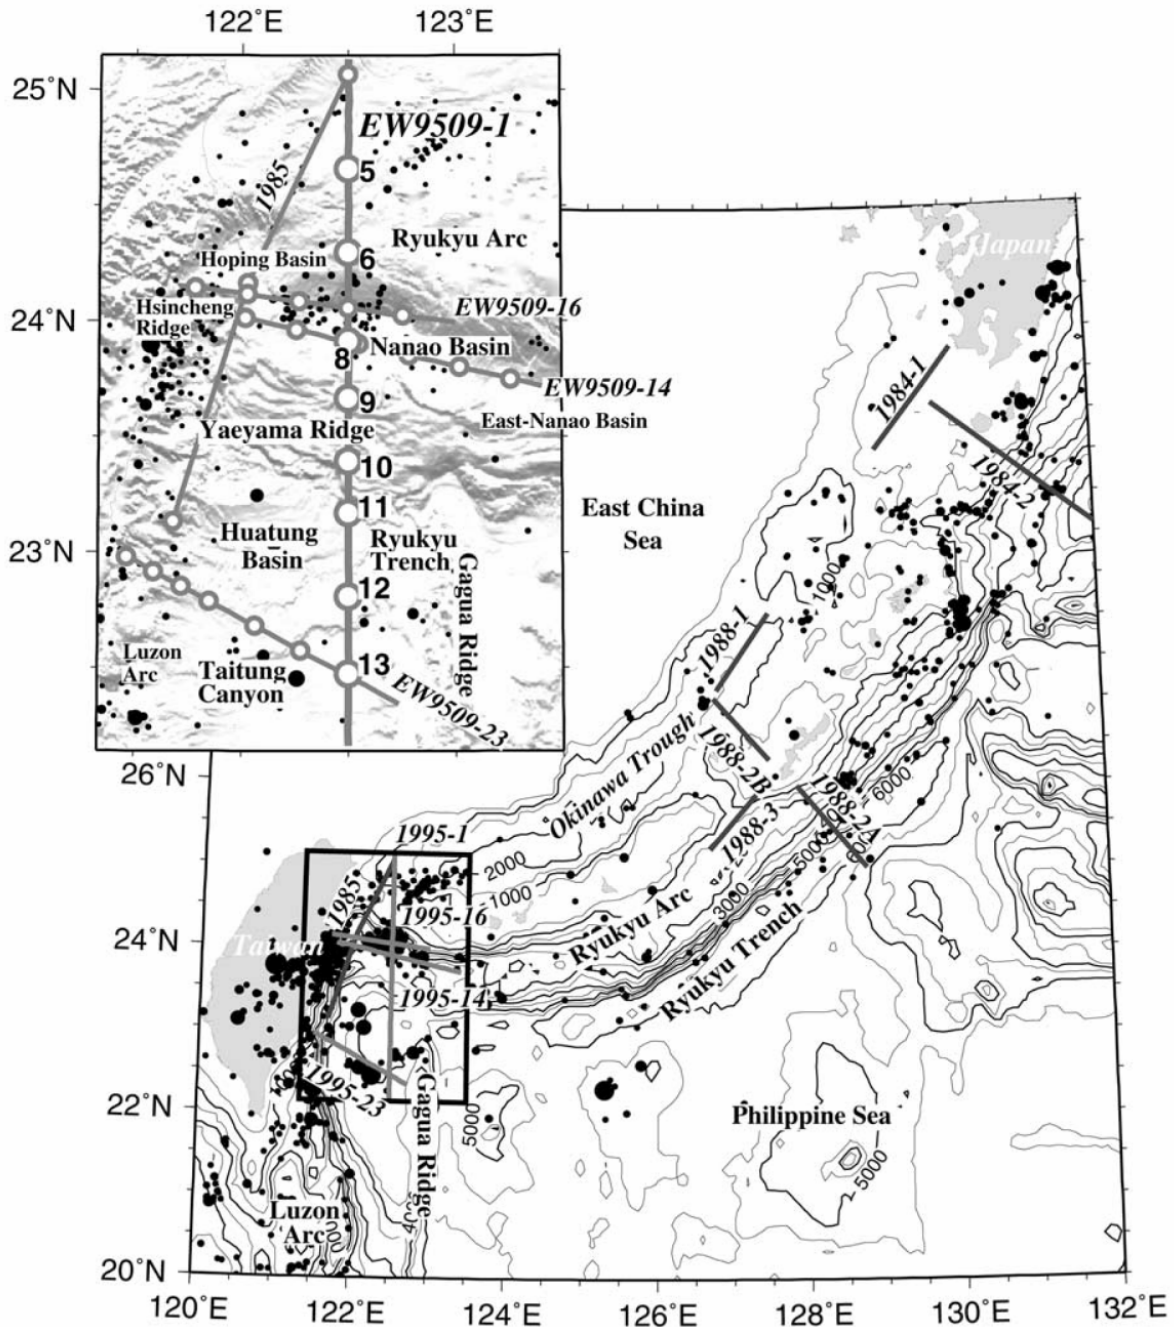 122°E
123°E
25°N
24°N
23°N
EW9509-1
5
1985
Ryukyu Arc
6
Hoping Basin
EW9509-16
Hsincheng
Ridge
8
Nanao Basin
EW9509-14
9
East-Nanao Basin
Yaeyama Ridge
10
11
Huatung
Basin
Ryukyu
Trench
Gagua Ridge
12
Luzon
Arc
Taitung
Canyon
13
EW9509-23
Japan
1984-1
1984-2
East China
Sea
1000
1988-1
26°N
Okinawa Trough
1988-2B
1988-2A
6000
1988-3
5000
1995-1
2000
1000
1985
1995-16
Ryukyu Arc
3000
24°N
Taiwan
Ryukyu Trench
1995-14
1995-23
Gagua Ridge
5000
22°N
Philippine Sea
5000
Luzon
Arc
20°N
120°E
122°E
124°E
126°E
128°E
130°E
132°E